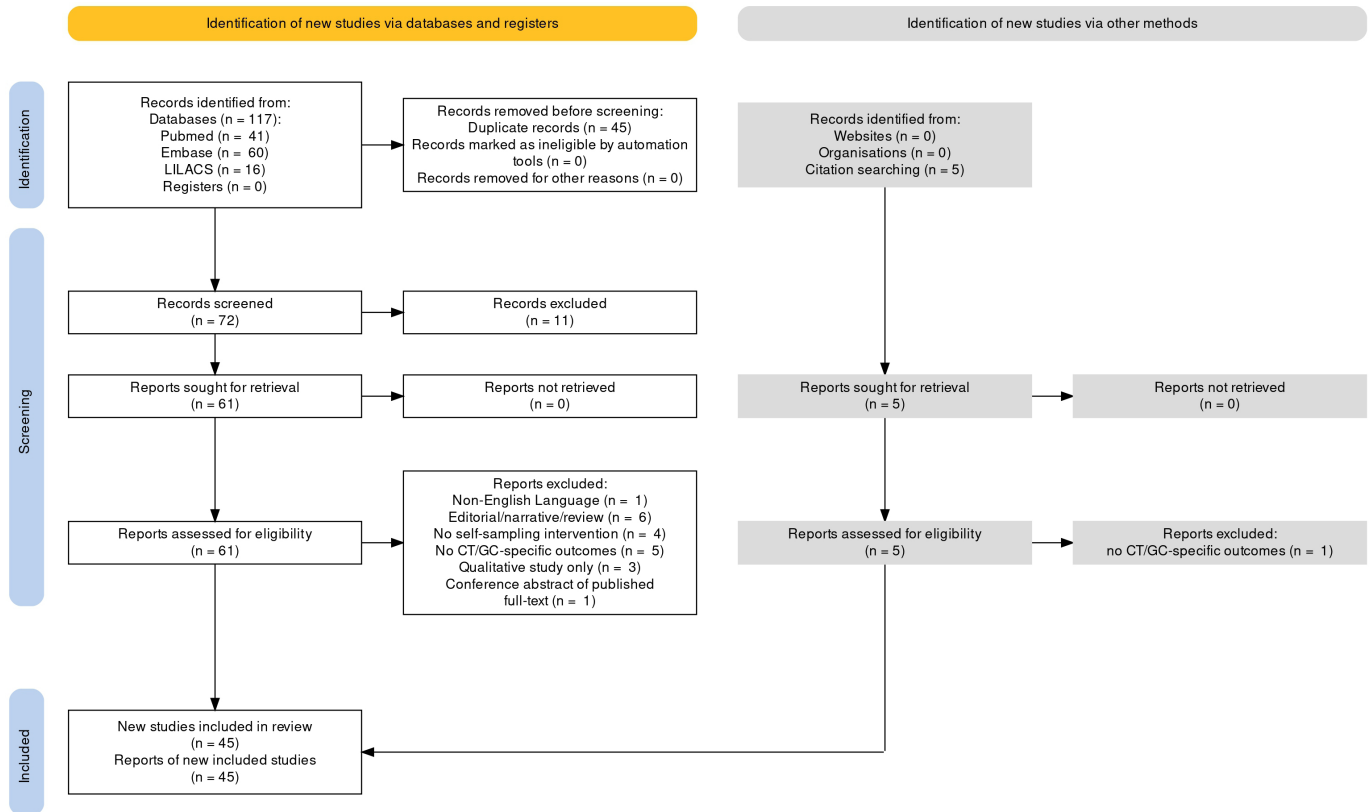 Identification of new studies via databases and registers
Identification of new studies via other methods
Identification
Records identified from:
Databases (n = 117):
Pubmed (n = 41)
Embase (n = 60)
LILACS (n = 16)
Registers (n = 0)
Records removed before screening:
Duplicate records (n = 45)
Records marked as ineligible by automation
tools (n = 0)
Records removed for other reasons (n = 0)
Records identified from:
Websites (n = 0)
Organisations (n = 0)
Citation searching (n = 5)
Screening
Records screened
(n = 72)
Records excluded
(n = 11)
Reports sought for retrieval
(n = 61)
Reports not retrieved
(n = 0)
Reports sought for retrieval
(n = 5)
Reports not retrieved
(n = 0)
Reports assessed for eligibility
(n = 61)
Reports excluded:
Non-English Language (n = 1)
Editorial/narrative/review (n = 6)
No self-sampling intervention (n = 4)
No CT/GC-specific outcomes (n = 5)
Qualitative study only (n = 3)
Conference abstract of published
full-text (n = 1)
Reports assessed for eligibility
(n = 5)
Reports excluded:
no CT/GC-specific outcomes (n = 1)
Included
New studies included in review
(n = 45)
Reports of new included studies
(n = 45)